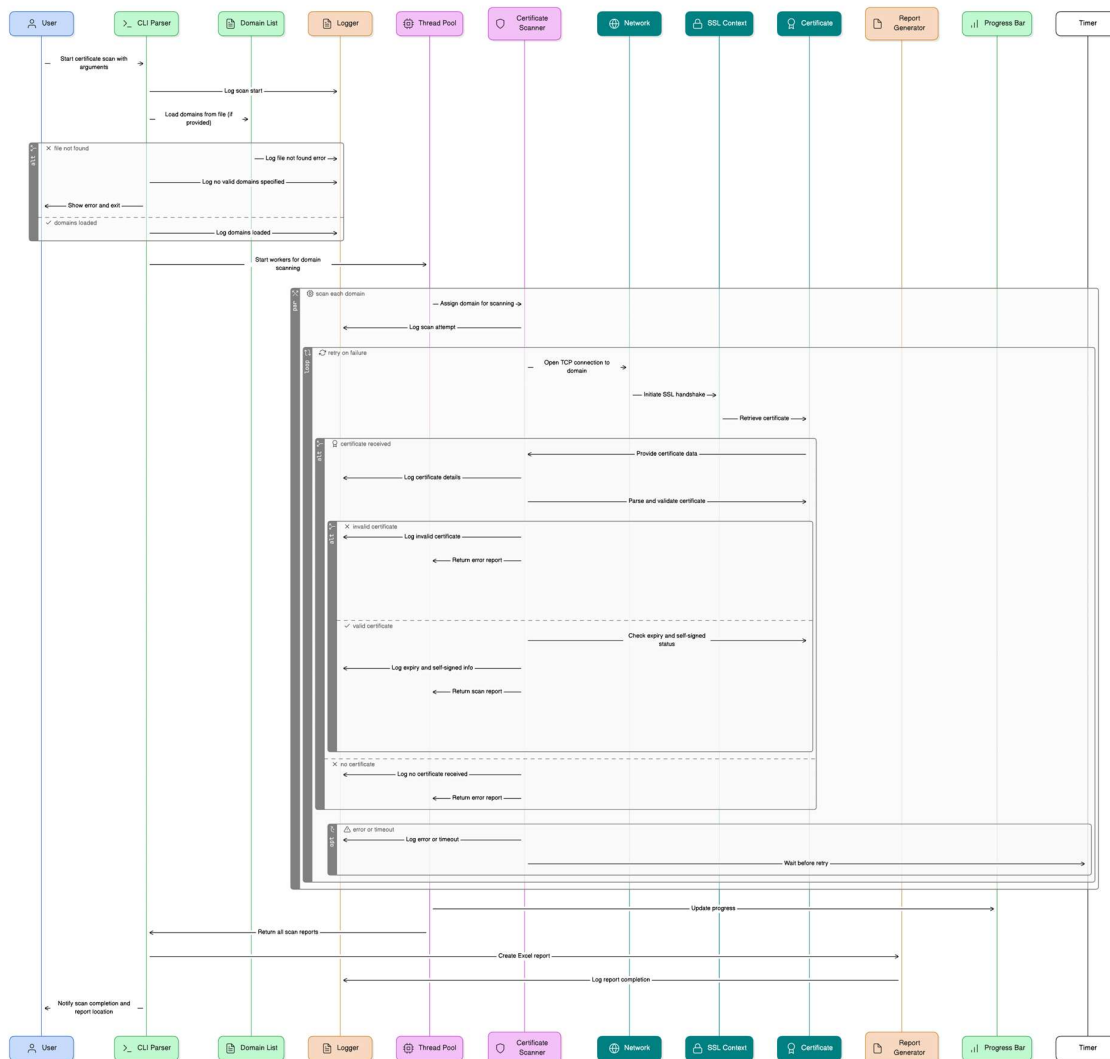 User
CLI Parser
Domain List
Logger
Thread Pool
Certificate
Scanner
Network
SSL Context
Certificate
Report
Generator
Progress Bar
Timer
Start certificate scan with
arguments
Log scan start
Load domains from file (if
provided)
alt
file not found
Log file not found error
Log no valid domains specified
Show error and exit
domains loaded
Log domains loaded
Start workers for domain
scanning
par
scan each domain
Assign domain for scanning
Log scan attempt
loop
retry on failure
Open TCP connection to
domain
Initiate SSL handshake
Retrieve certificate
alt
certificate received
Provide certificate data
Log certificate details
Parse and validate certificate
alt
invalid certificate
Log invalid certificate
Return error report
valid certificate
Check expiry and self-signed
status
Log expiry and self-signed info
Return scan report
no certificate
Log no certificate received
Return error report
opt
error or timeout
Log error or timeout
Wait before retry
Update progress
Return all scan reports
Create Excel report
Log report completion
Notify scan completion and
report location
User
CLI Parser
Domain List
Logger
Thread Pool
Certificate
Scanner
Network
SSL Context
Certificate
Report
Generator
Progress Bar
Timer